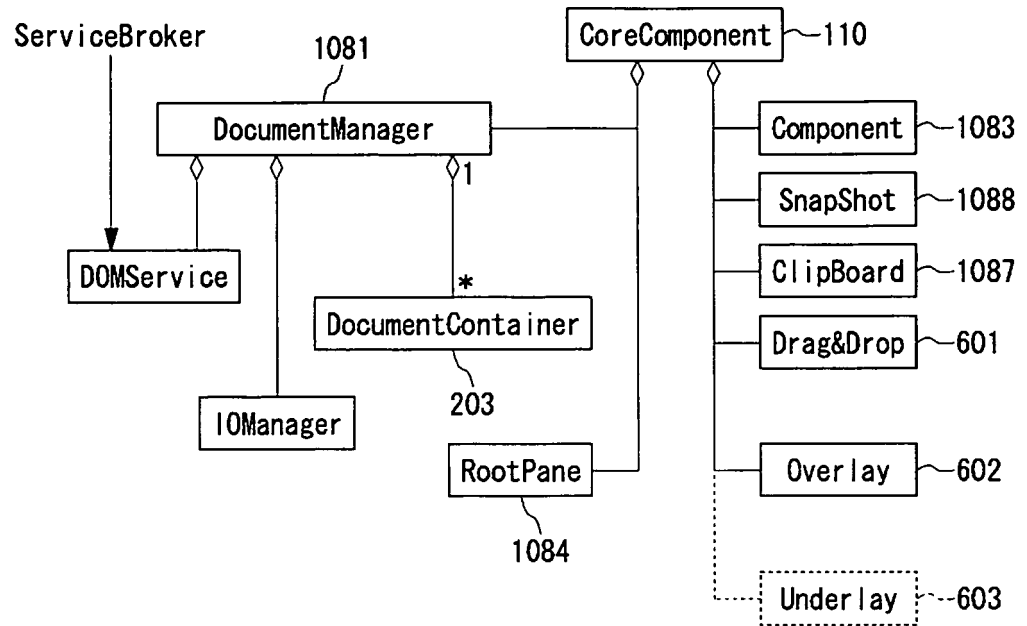 ServiceBroker
1081
CoreComponent
110
DocumentManager
1
Component
1083
SnapShot
1088
DOMService
ClipBoard
1087
*
DocumentContainer
203
Drag&Drop
601
IOManager
RootPane
1084
Overlay
602
Underlay
603